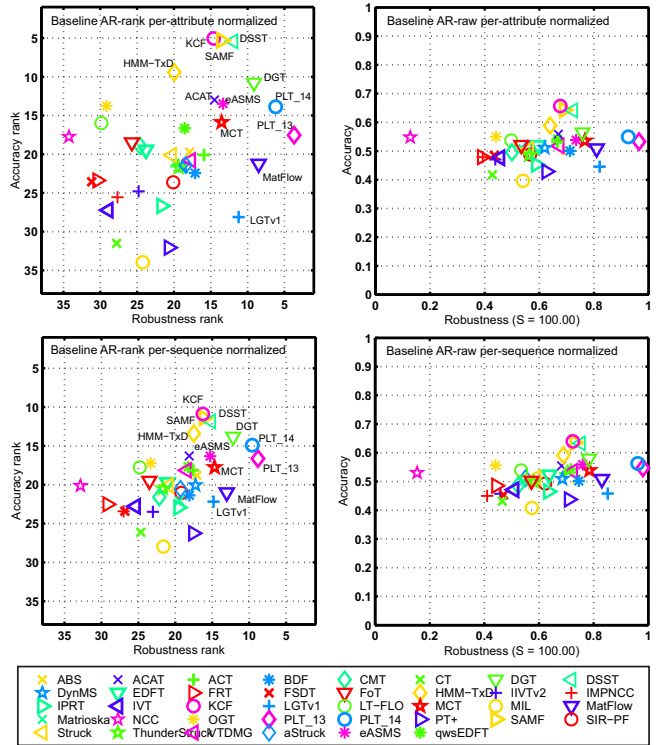 Baseline AR-rank per-attribute normalized
Accuracy rank
5
10
15
20
25
30
35
KCF
DSST
SAMF
HMM-TxD
DGT
ACAT
eASMS
PLT_14
MCT
PLT_13
MatFlow
LGTv1
35 30 25 20 15 10 5
Robustness rank
Baseline AR-raw per-attribute normalized
Accuracy
1
0.9
0.8
0.7
0.6
0.5
0.4
0.3
0.2
0.1
0
0 0.2 0.4 0.6 0.8 1
Robustness (S = 100.00)
Baseline AR-rank per-sequence normalized
Accuracy rank
5
10
15
20
25
30
35
KCF
SAMF
DSST
DGT
HMM-TxD
eASMS
PLT_14
MCT
PLT_13
MatFlow
LGTv1
35 30 25 20 15 10 5
Robustness rank
Baseline AR-raw per-sequence normalized
Accuracy
1
0.9
0.8
0.7
0.6
0.5
0.4
0.3
0.2
0.1
0
0 0.2 0.4 0.6 0.8 1
Robustness (S = 100.00)
ABS ACAT ACT BDF CMT CT DGT DSST
DynMS EDFT FRT FSDT FoT HMM-TxD IIVTv2 IMPNCC
IPRT IVT KCF LGTv1 LT-FLO MCT MIL MatFlow
Matrioska NCC OGT PLT_13 PLT_14 PT+ SAMF SIR-PF
Struck ThunderStruck VTDMG aStruck eASMS qwsEDFT